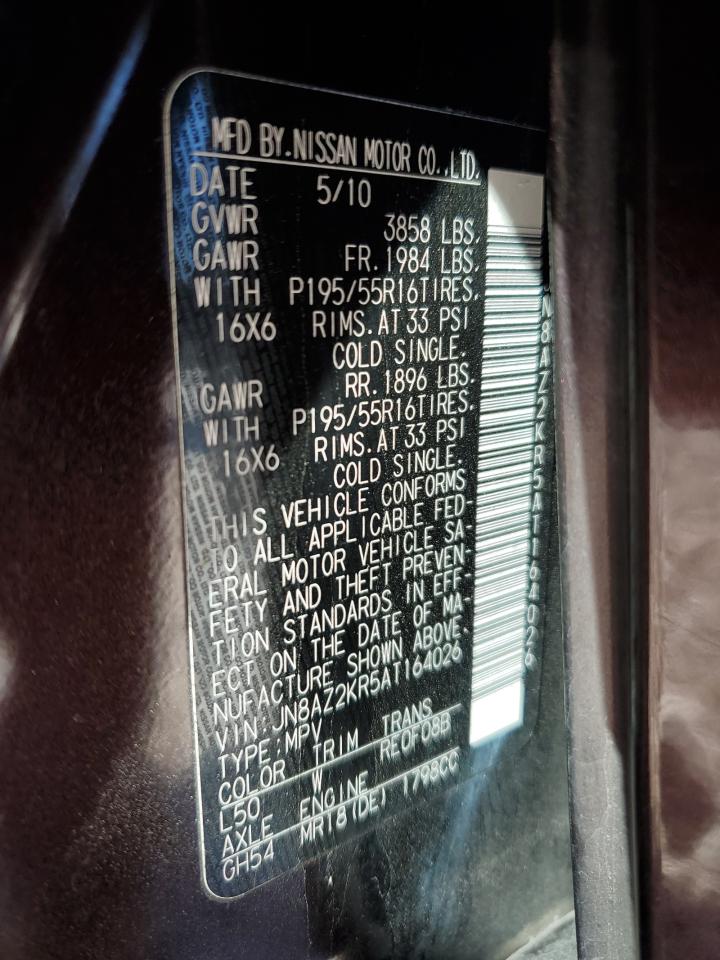 MFD BY.NISSAN MOTOR CO.,LTD.
DATE 5/10
GVWR 3858 LBS.
GAWR FR. 1984 LBS.
WITH P195/55R16TIRES.
16X6 RIMS. AT 33 PSI
COLD SINGLE.
GAWR RR. 1896 LBS.
WITH P195/55R16TIRES.
16X6 RIMS. AT 33 PSI
COLD SINGLE.
THIS VEHICLE CONFORMS
TO ALL APPLICABLE FED-
ERAL MOTOR VEHICLE SA-
FETY AND THEFT PREVEN-
TION STANDARDS IN EFF-
ECT ON THE DATE OF MA-
NUFACTURE SHOWN ABOVE.
VIN:JN8AZ2KR5AT164026
TYPE:MPV
COLOR TRIM TRANS
L50 W RE0F08B
AXLE ENGINE
GH54 MR18(DE) 1798CC
JN8AZ2KR5AT164026